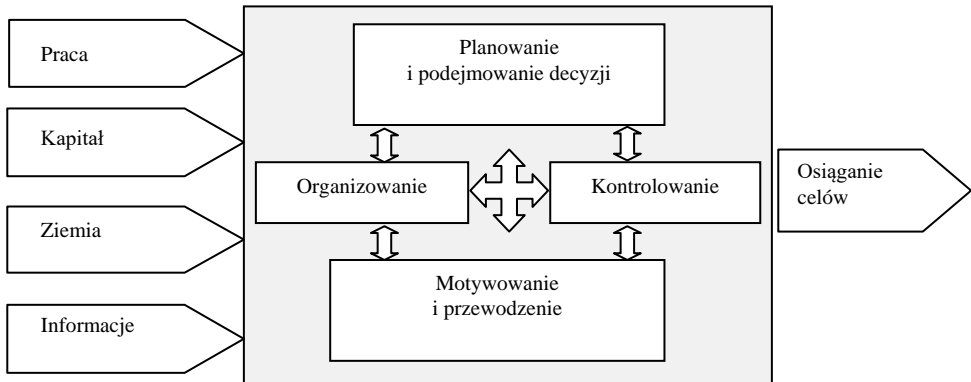 Praca
Kapitał
Ziemia
Informacje
Planowanie
i podejmowanie decyzji
Organizowanie
Kontrolowanie
Motywowanie
i przewodzenie
Osiąganie
celów